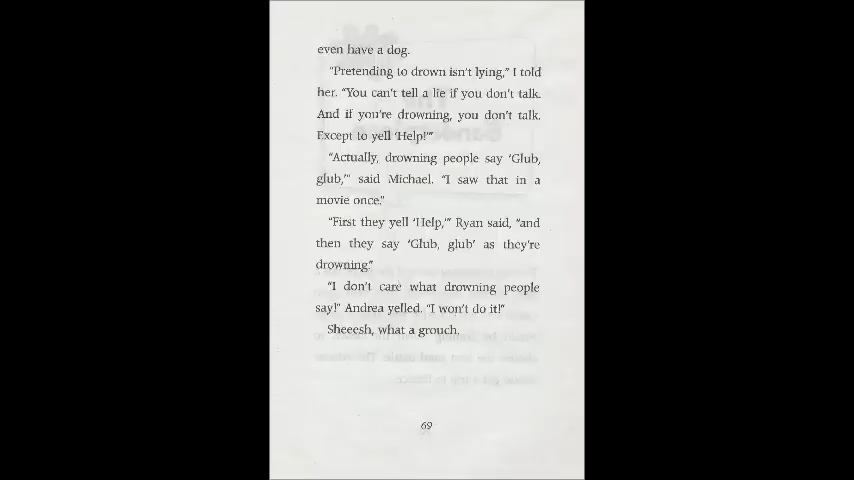 even have a dog.
“Pretending to drown isn’t lying,” I told
her. “You can’t tell a lie if you don’t talk.
And if you’re drowning, you don’t talk.
Except to yell ‘Help!’”
“Actually, drowning people say ‘Glub,
glub,’” said Michael. “I saw that in a
movie once.”
“First they yell ‘Help,’” Ryan said, “and
then they say ‘Glub, glub’ as they’re
drowning.”
“I don’t care what drowning people
say!” Andrea yelled. “I won’t do it!”
Sheeesh, what a grouch.
69